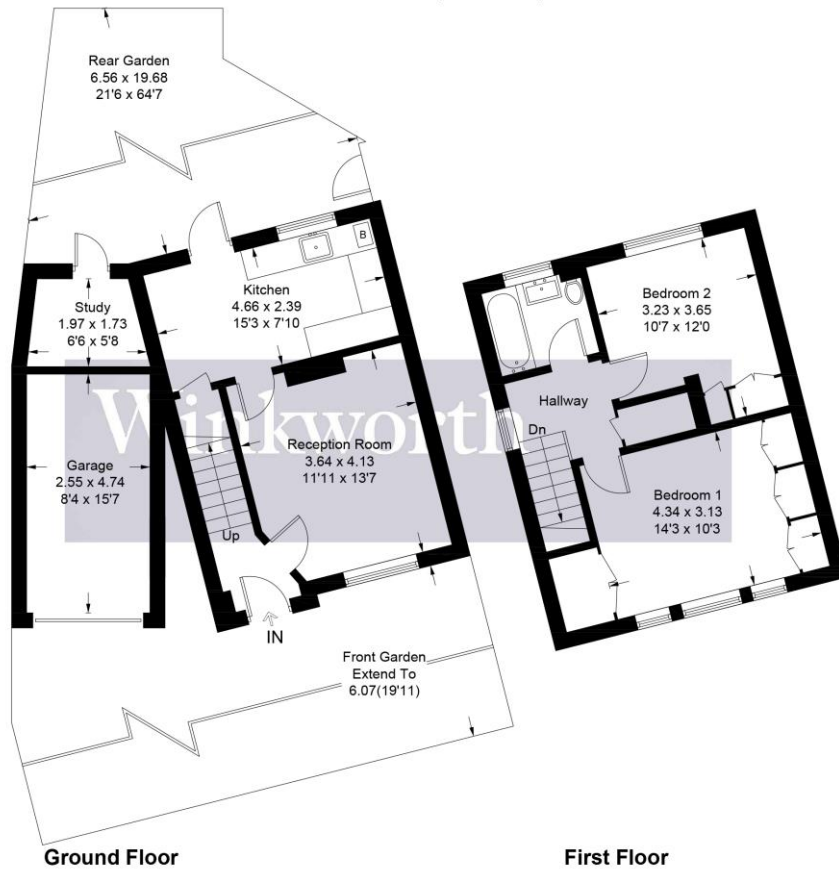 Rear Garden
6.56 x 19.68
21'6 x 64'7
B
Kitchen
4.66 x 2.39
15'3 x 7'10
Study
1.97 x 1.73
6'6 x 5'8
Winkworth
Reception Room
3.64 x 4.13
11'11 x 13'7
Garage
2.55 x 4.74
8'4 x 15'7
Up
IN
Front Garden
Extend To
6.07(19'11)
Ground Floor
Bedroom 2
3.23 x 3.65
10'7 x 12'0
Hallway
Dn
Bedroom 1
4.34 x 3.13
14'3 x 10'3
First Floor